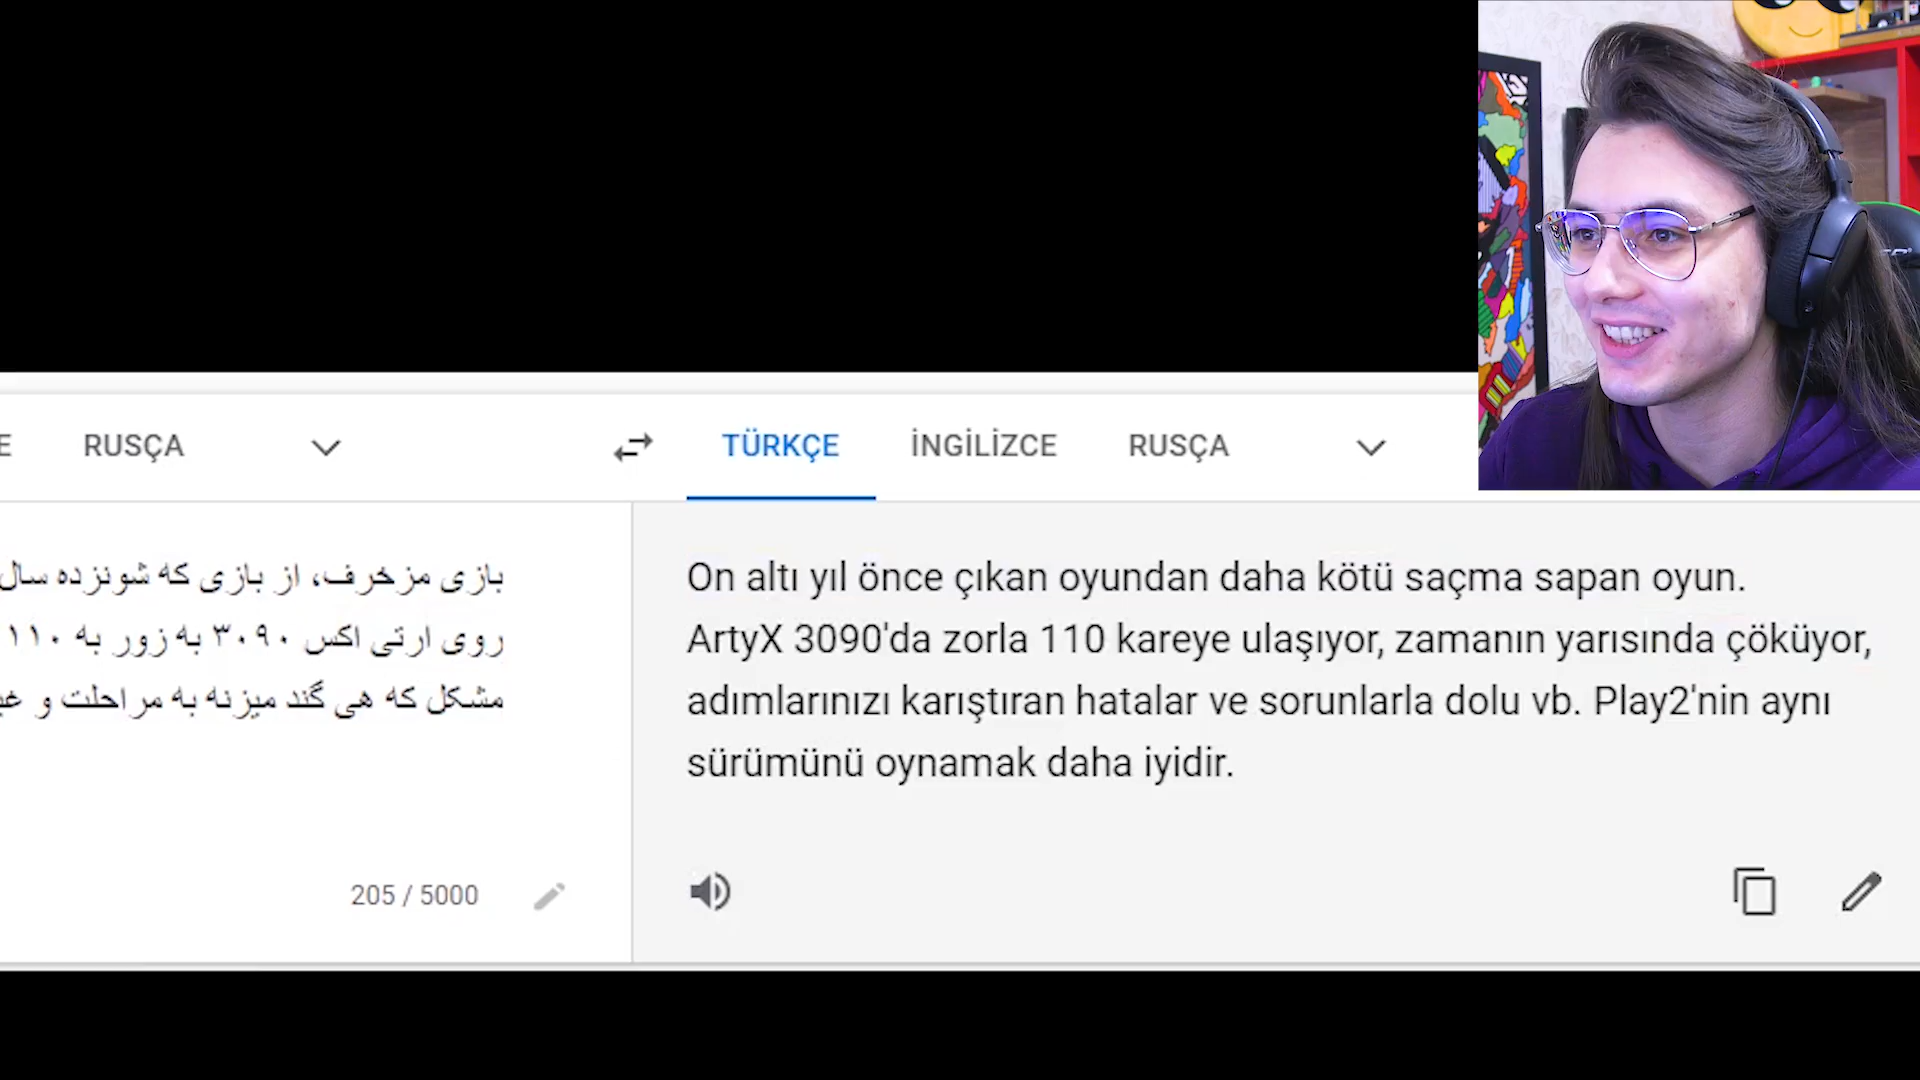 RUSÇA
TÜRKÇE
İNGİLİZCE
RUSÇA
بازی مزخرف، از بازی که شونزده سال
روی ارتی اکس ۳۰۹۰ به زور به ۱۱۰
مشکل که هی گند میزنه به مراحلت و
205 / 5000
On altı yıl önce çıkan oyundan daha kötü saçma sapan oyun.
ArtyX 3090'da zorla 110 kareye ulaşıyor, zamanın yarısında çöküyor,
adımlarınızı karıştıran hatalar ve sorunlarla dolu vb. Play2'nin aynı
sürümünü oynamak daha iyidir.